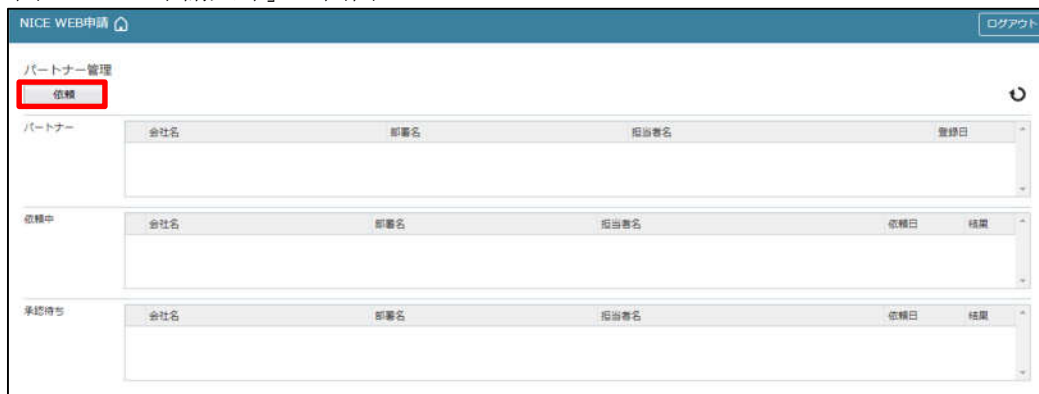 NICE WEB申請 ログアウト
パートナー管理
依頼
パートナー 会社名 部署名 担当者名 登録日
依頼中 会社名 部署名 担当者名 依頼日 結果
承認待ち 会社名 部署名 担当者名 依頼日 結果